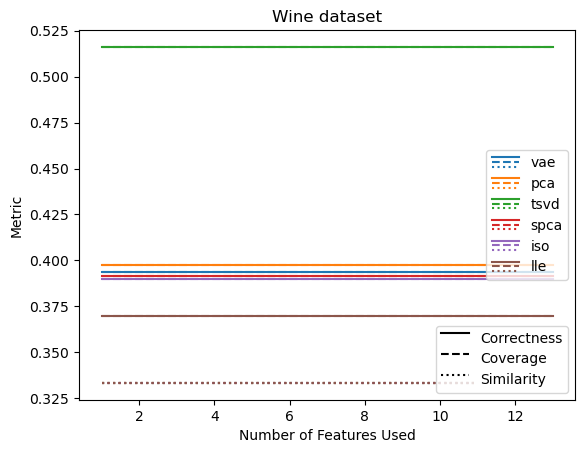 Wine dataset
0.525
0.500
0.475
0.450
0.425
0.400
0.375
0.350
0.325
Metric
vae
pca
tsvd
spca
iso
lle
Correctness
Coverage
Similarity
2 4 6 8 10 12
Number of Features Used